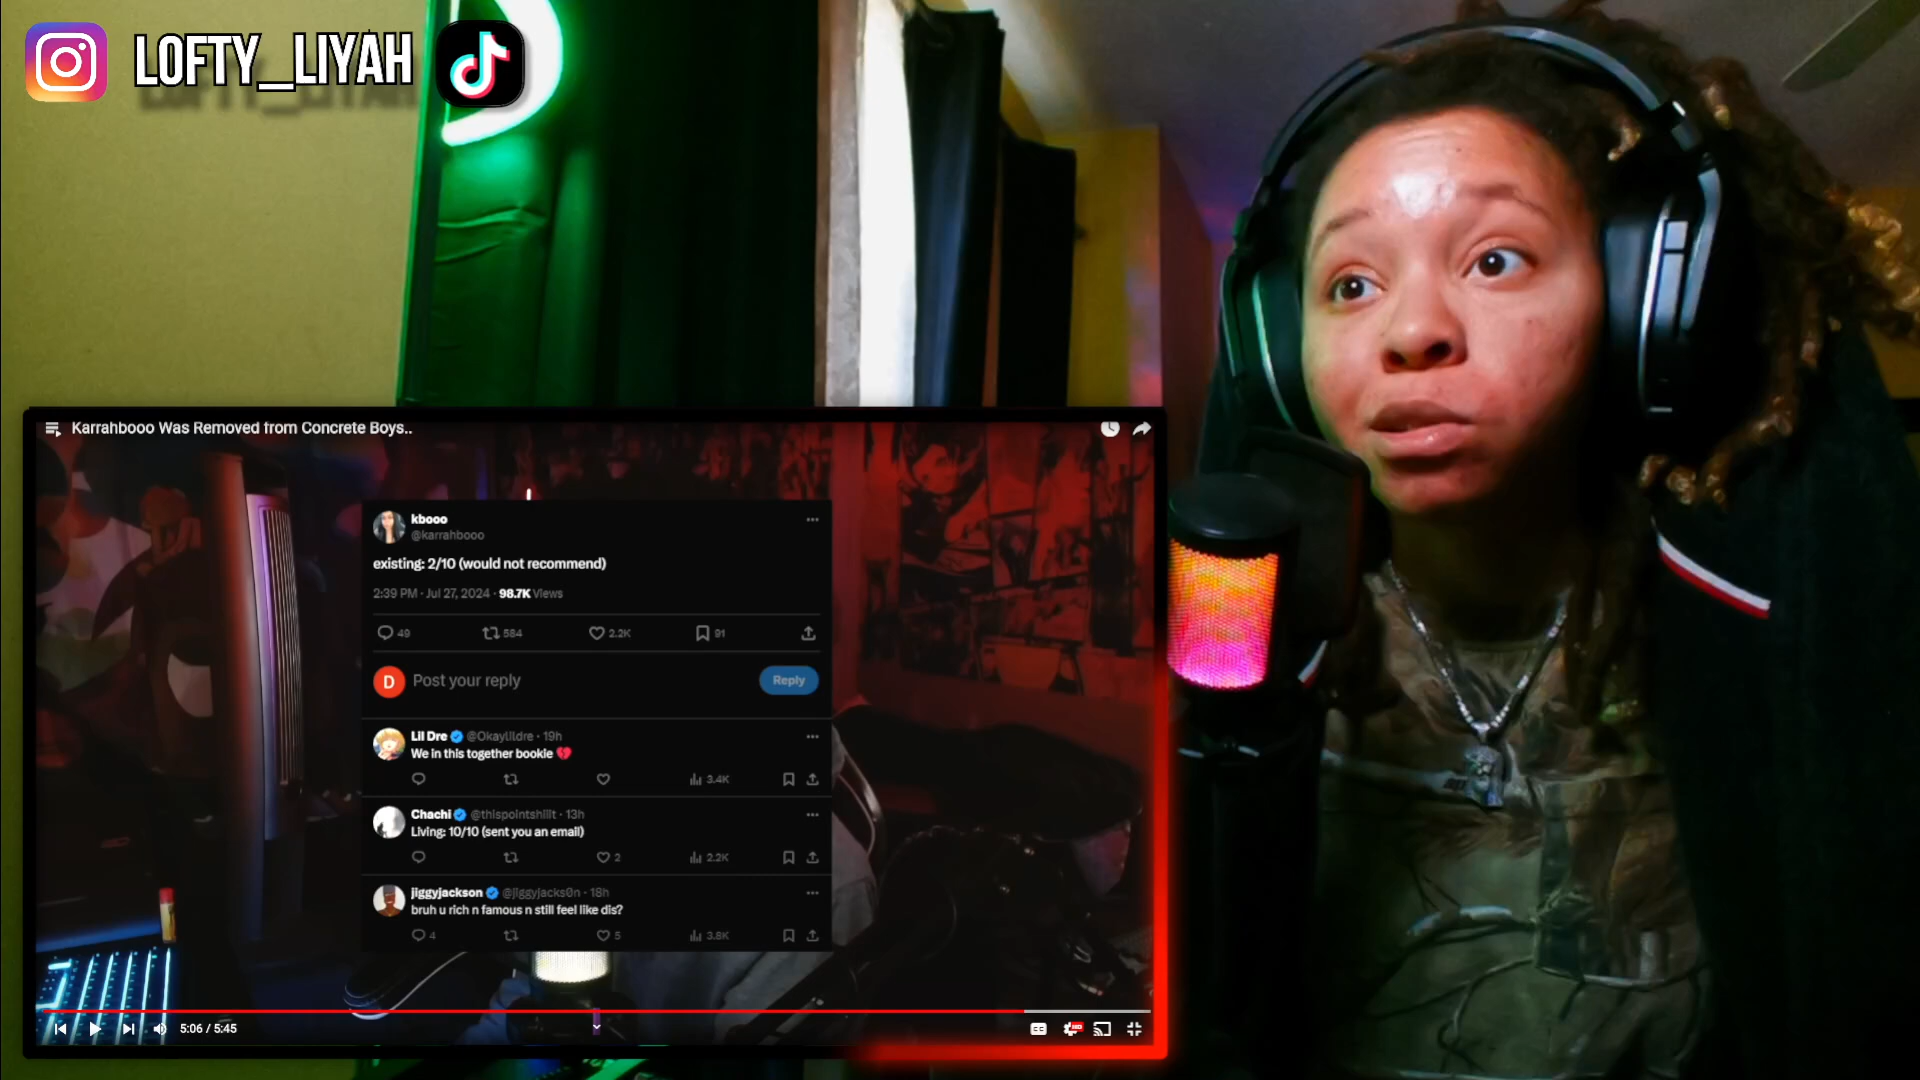 LOFTY_LIYAH
Karrahbooo Was Removed from Concrete Boys..
kbooo
@karrahbooo
existing: 2/10 (would not recommend)
2:39 PM · Jul 27, 2024 · 98.7K Views
49 584 2.2K 91
D Post your reply Reply
Lil Dre @Okaylildre · 19h
We in this together bookie 💔
3.4K
Chachi @thispointshiiit · 13h
Living: 10/10 (sent you an email)
2 2.2K
jiggyjackson @jiggyjacks0n · 18h
bruh u rich n famous n still feel like dis?
4 5 3.8K
5:06 / 5:45
CC HD